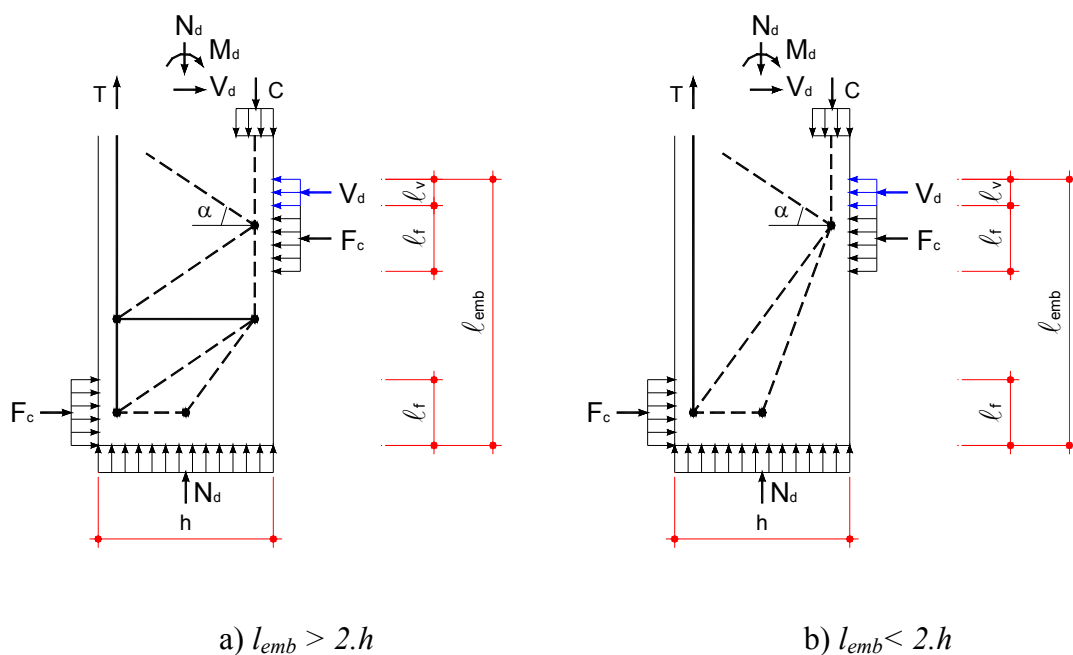 Nd
Md
T
Vd
C
α
Vd
Fc
ℓv
ℓf
ℓemb
Fc
ℓf
Nd
h
a) lemb > 2.h
Nd
Md
T
Vd
C
α
Vd
Fc
ℓv
ℓf
ℓemb
Fc
ℓf
Nd
h
b) lemb< 2.h